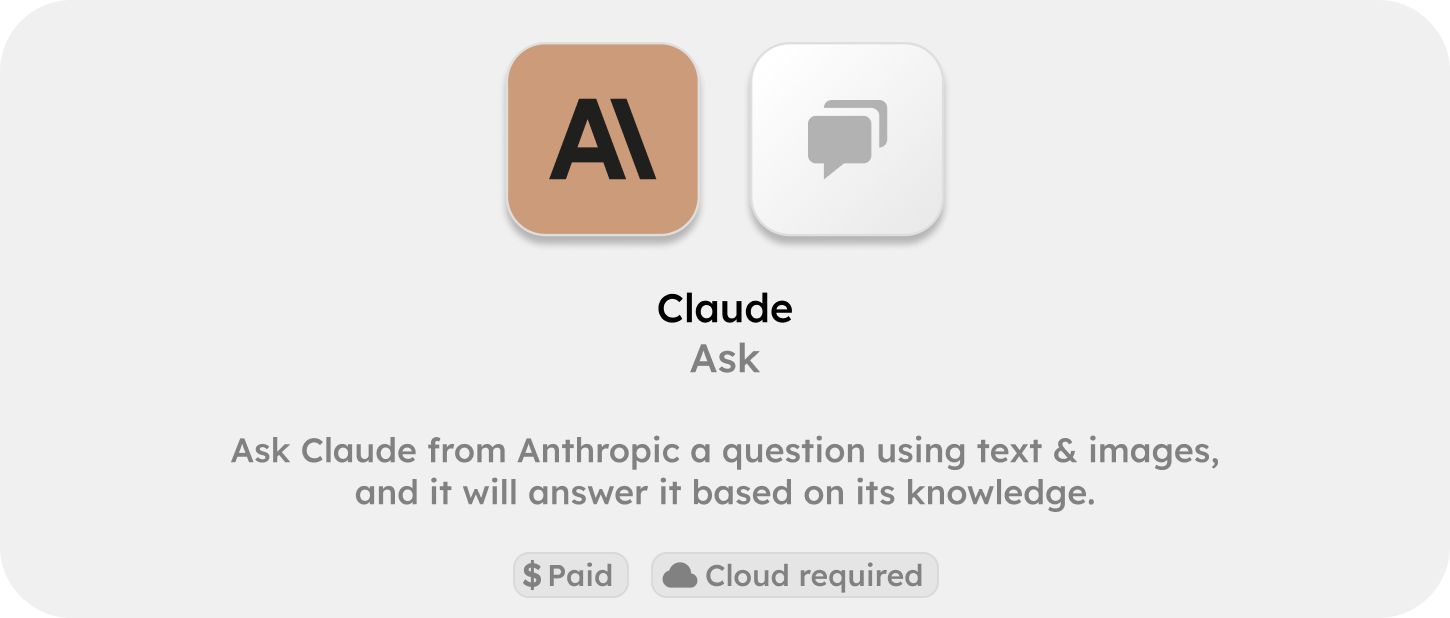 Claude
Ask
Ask Claude from Anthropic a question using text & images,
and it will answer it based on its knowledge.
$ Paid
Cloud required